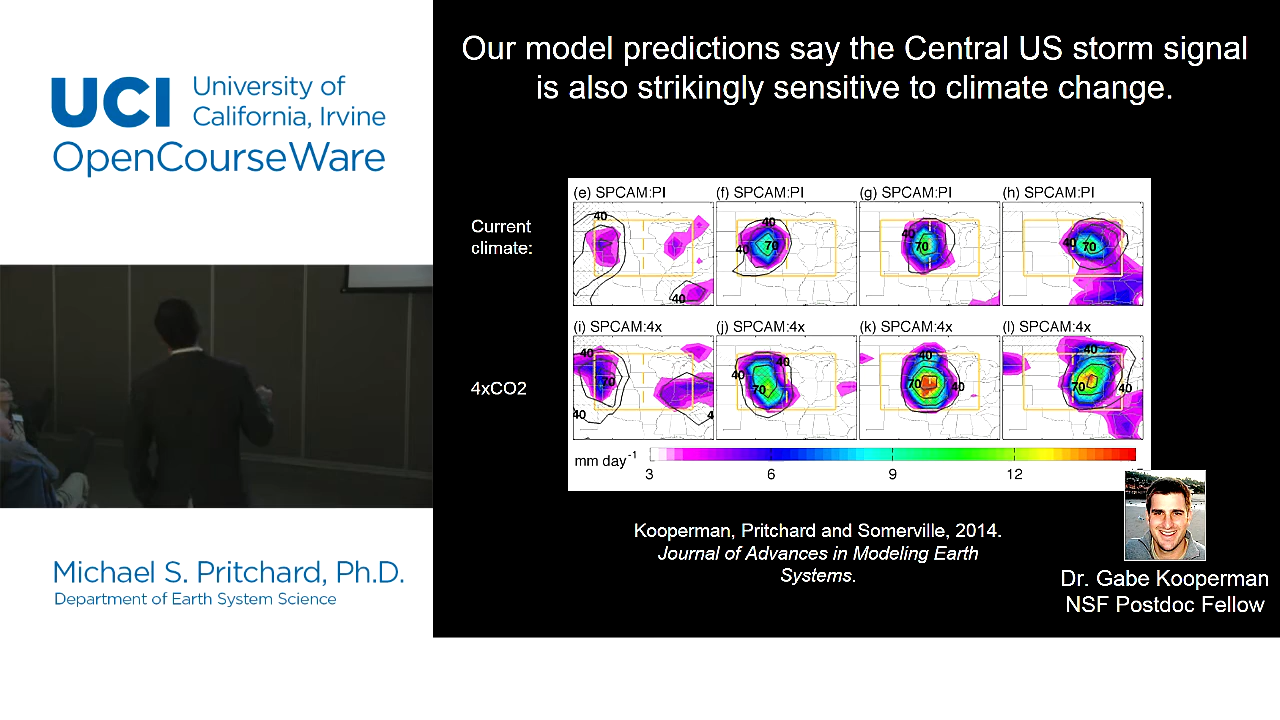 UCI University of
California, Irvine
OpenCourseWare
Michael S. Pritchard, Ph.D.
Department of Earth System Science
Our model predictions say the Central US storm signal
is also strikingly sensitive to climate change.
Current
climate:
(e) SPCAM:PI (f) SPCAM:PI (g) SPCAM:PI (h) SPCAM:PI
40 40 40 40 70 40 70 40 70
4xCO2
(i) SPCAM:4x (j) SPCAM:4x (k) SPCAM:4x (l) SPCAM:4x
40 70 40 4 40 40 70 40 70 40 40 70 40
mm day-1
3 6 9 12
Kooperman, Pritchard and Somerville, 2014.
Journal of Advances in Modeling Earth
Systems.
Dr. Gabe Kooperman
NSF Postdoc Fellow